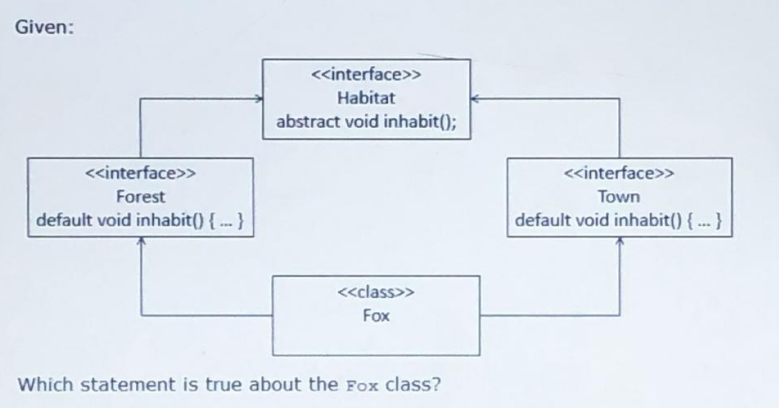 Given:
<<interface>>
Habitat
abstract void inhabit();
<<interface>>
Forest
default void inhabit() { ... }
<<interface>>
Town
default void inhabit() { ... }
<<class>>
Fox
Which statement is true about the Fox class?